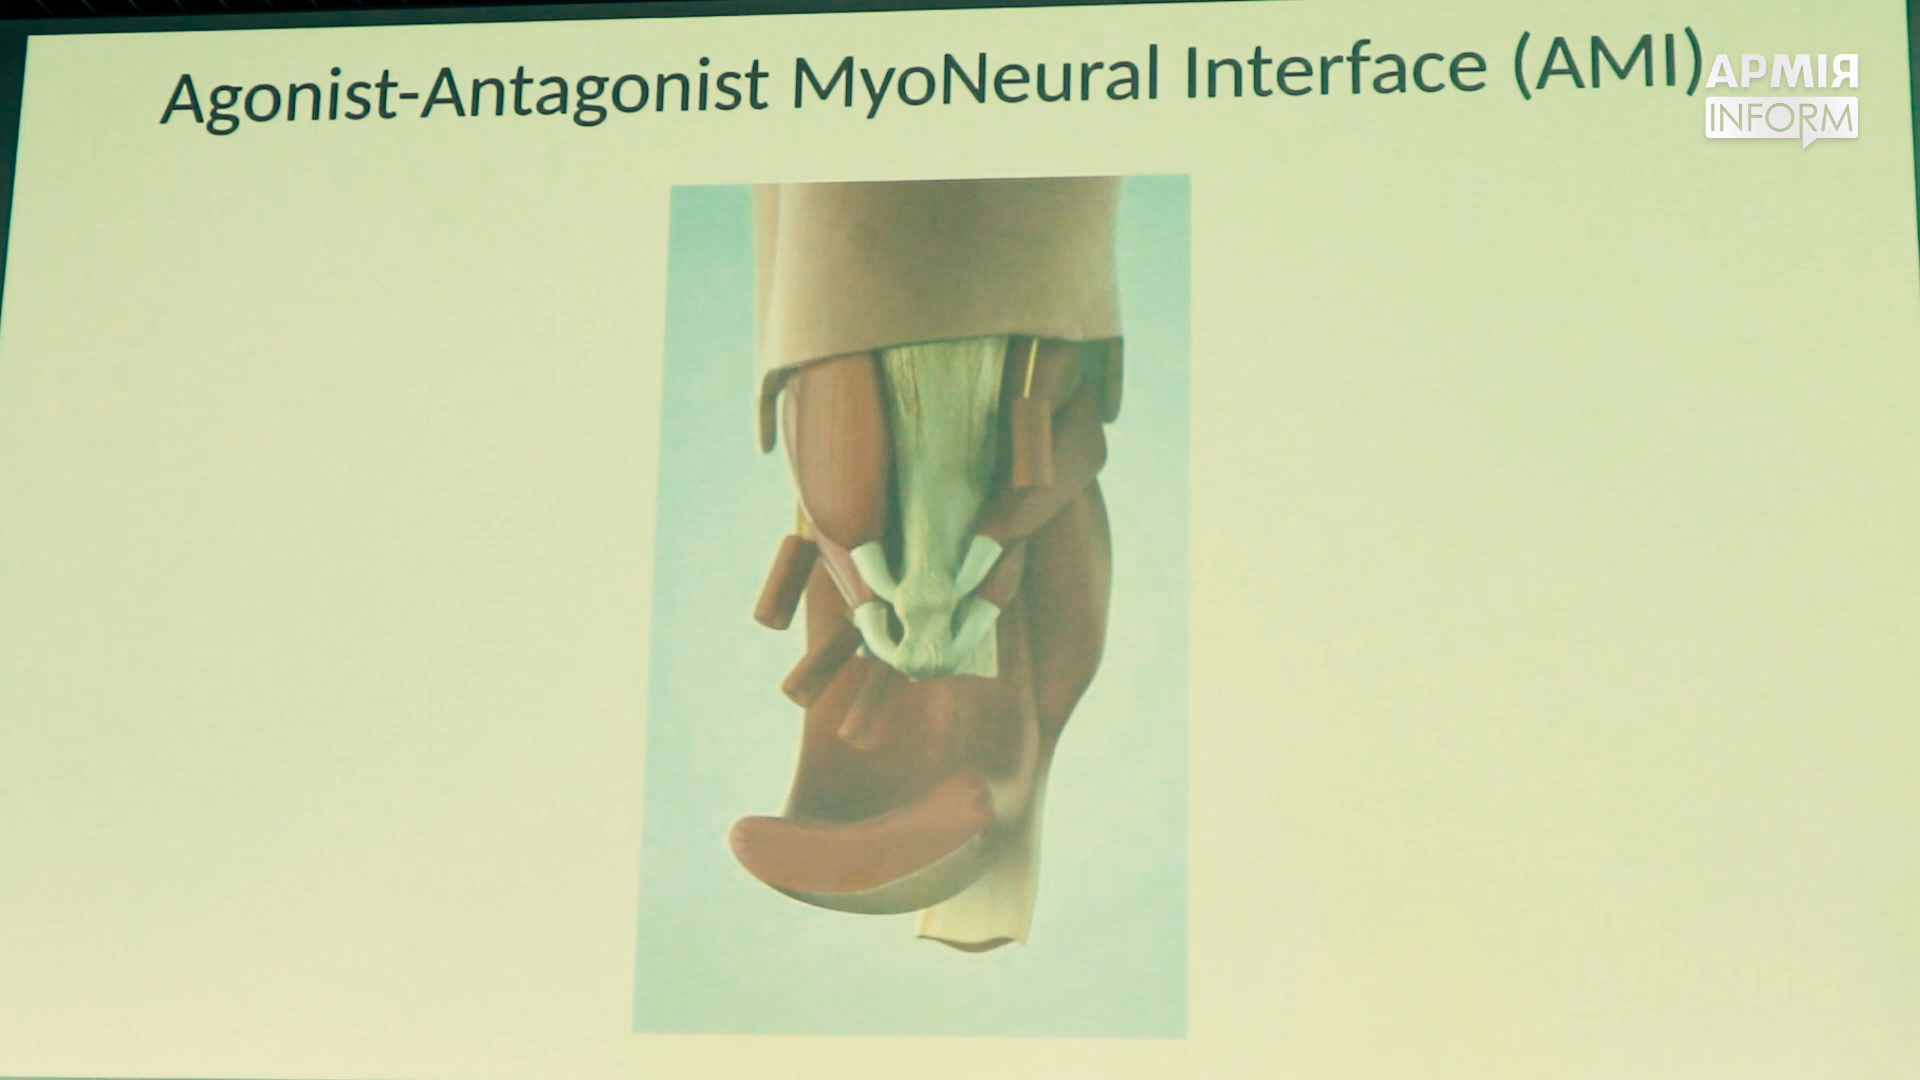 Agonist-Antagonist MyoNeural Interface (AMI)
АРМІЯ
INFORM